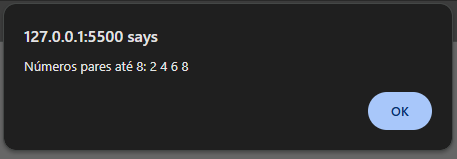 127.0.0.1:5500 says
Números pares até 8: 2 4 6 8
OK